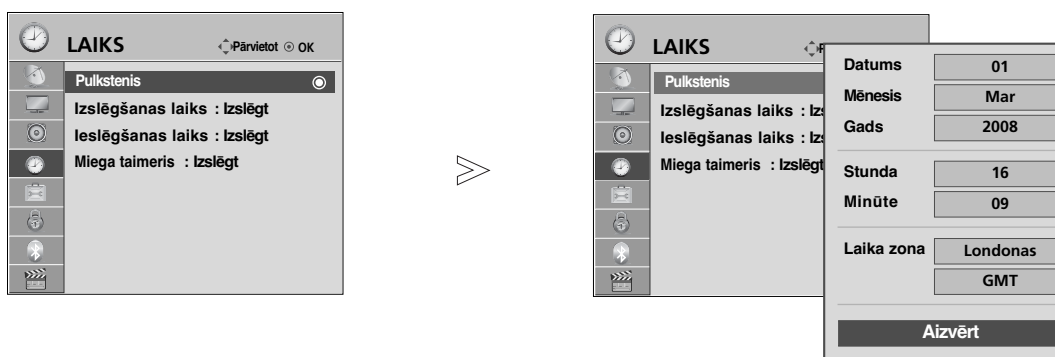 LAIKS Pārvietot OK
Pulkstenis
Izslēgšanas laiks : Izslēgt
Ieslēgšanas laiks : Izslēgt
Miega taimeris : Izslēgt
LAIKS
Pulkstenis
Izslēgšanas laiks : Iz
Ieslēgšanas laiks : Iz
Miega taimeris : Izslēgt
Datums 01
Mēnesis Mar
Gads 2008
Stunda 16
Minūte 09
Laika zona Londonas
GMT
Aizvērt